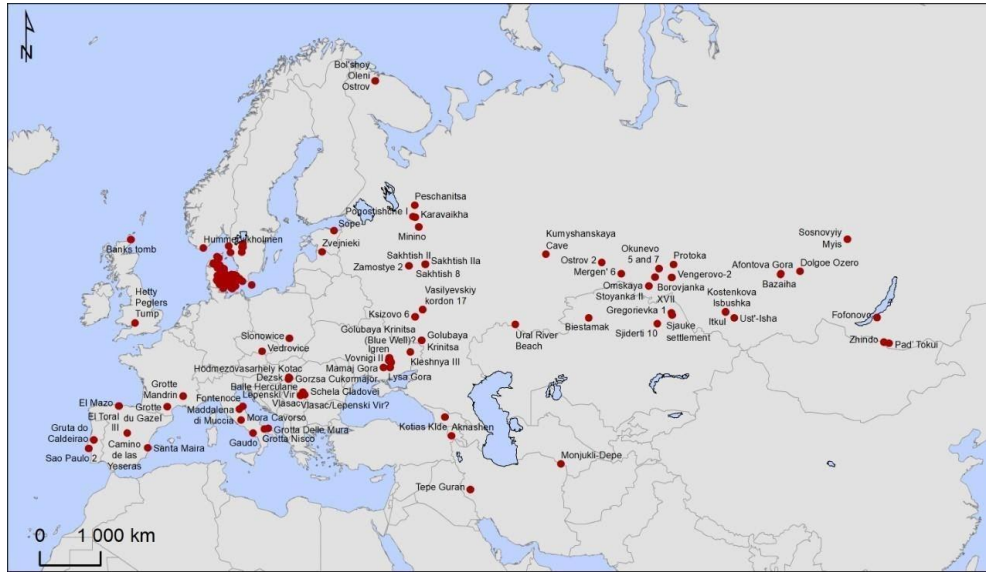 N
Bol'shoy
Oleni
Ostrov
Peschanitsa
Pogostishche I
Karavaikha
Sope
Minino
Hummervikholmen
Banks tomb
Zvejnieki
Sakhtish II
Sakhtish IIa
Zamostye 2
Sakhtish 8
Kumyshanskaya
Cave
Ostrov 2
Mergen' 6
Okunevo
5 and 7
Protoka
Vengerovo-2
Omskaya
Stoyanka II
Borovjanka
XVII
Sosnovyiy
Myis
Afontova Gora
Bazaiha
Dolgoe Ozero
Hetty
Peglers
Tump
Vasilyevskiy
kordon 17
Ksizovo 6
Gregorievka 1
Kostenkova
Isbushka
Itkul
Ust'-Isha
Fofonovo
Slonowice
Vedrovice
Golubaya Krinitsa
(Blue Well)?
Golubaya
Krinitsa
Igren
Vovnigi II
Kleshnya III
Mamaj Gora
Lysa Gora
Ural River
Beach
Biestamak
Sjiderti 10
Sjauke
settlement
Zhindo
Pad' Tokui
Hodmezovasarhely Kotac
Dezsk
Gorzsa Cukormajor
Baile Herculane
Lepenski Vir
Schela Cladovei
Vlasac
Vlasac/Lepenski Vir?
Grotte
Mandrin
Fontenoce
El Mazo
Grotte
du Gazel
Maddalena
di Muccia
Mora Cavorso
El Toral
III
Gruta do
Caldeirao
Grotta Delle Mura
Gaudo
Grotta Nisco
Camino
de las
Yeseras
Santa Maira
Sao Paulo 2
Kotias Klde
Aknashen
Monjukli-Depe
Tepe Guran
0 1 000 km